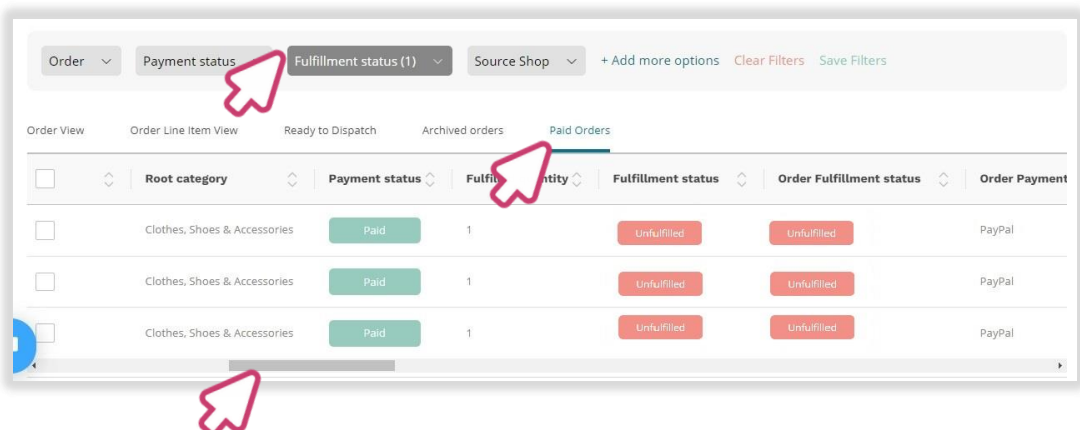 Order Payment status Fulfillment status (1) Source Shop + Add more options Clear Filters Save Filters
Order View Order Line Item View Ready to Dispatch Archived orders Paid Orders
Root category Payment status Fulfillment status Order Fulfillment status Order Payment
Clothes, Shoes & Accessories Paid 1 Unfulfilled Unfulfilled PayPal
Clothes, Shoes & Accessories Paid 1 Unfulfilled Unfulfilled PayPal
Clothes, Shoes & Accessories Paid 1 Unfulfilled Unfulfilled PayPal